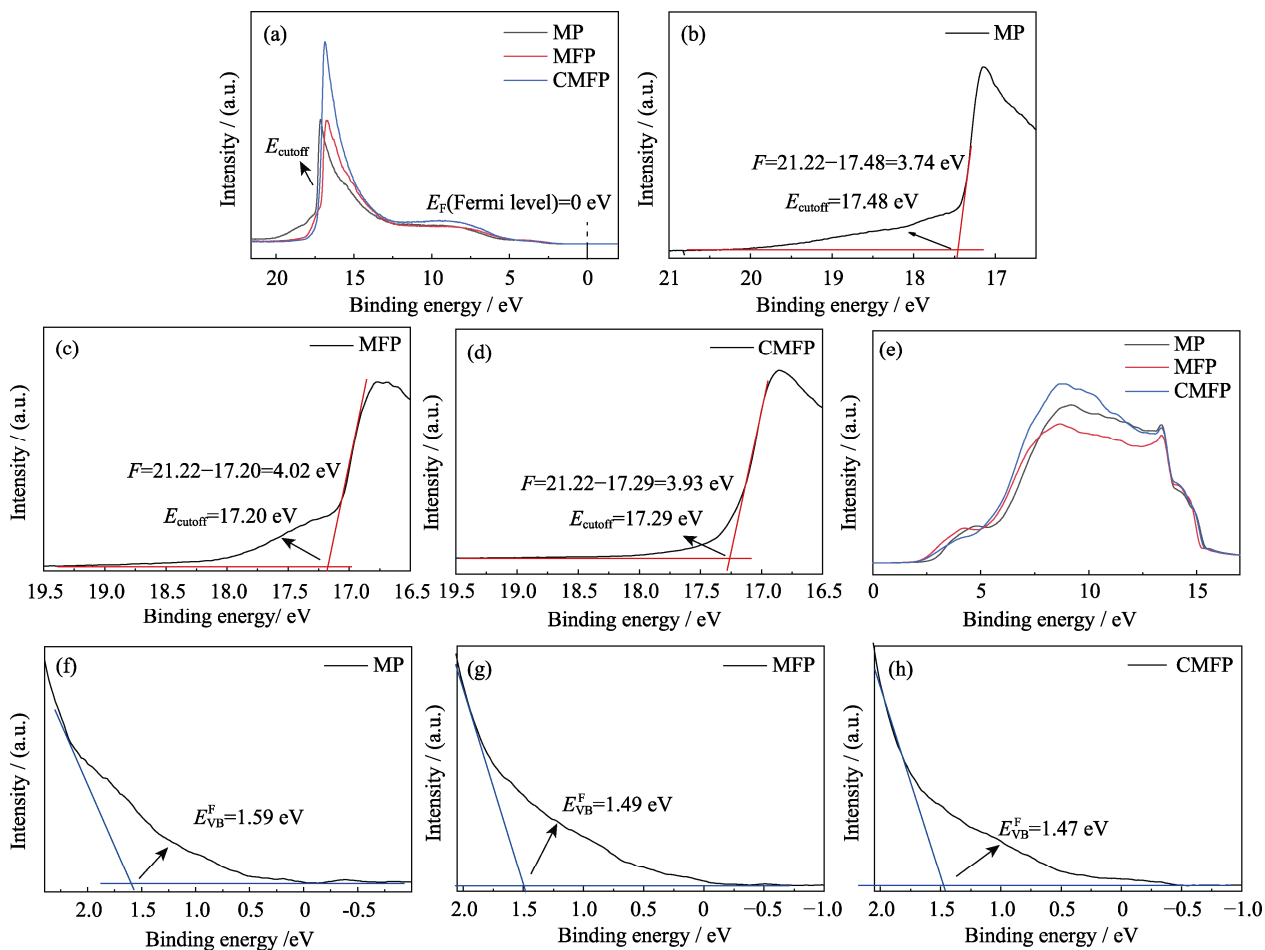 (a)
MP
MFP
CMFP
E_cutoff
E_F(Fermi level)=0 eV
Intensity / (a.u.)
20 15 10 5 0
Binding energy / eV
(b)
MP
F=21.22−17.48=3.74 eV
E_cutoff=17.48 eV
Intensity / (a.u.)
21 20 19 18 17
Binding energy / eV
(c)
MFP
F=21.22−17.20=4.02 eV
E_cutoff=17.20 eV
Intensity / (a.u.)
19.5 19.0 18.5 18.0 17.5 17.0 16.5
Binding energy/ eV
(d)
CMFP
F=21.22−17.29=3.93 eV
E_cutoff=17.29 eV
Intensity / (a.u.)
19.5 19.0 18.5 18.0 17.5 17.0 16.5
Binding energy / eV
(e)
MP
MFP
CMFP
Intensity / (a.u.)
0 5 10 15
Binding energy / eV
(f)
MP
E^F_VB=1.59 eV
Intensity / (a.u.)
2.0 1.5 1.0 0.5 0 -0.5
Binding energy /eV
(g)
MFP
E^F_VB=1.49 eV
Intensity / (a.u.)
2.0 1.5 1.0 0.5 0 −0.5 −1.0
Binding energy /eV
(h)
CMFP
E^F_VB=1.47 eV
Intensity / (a.u.)
2.0 1.5 1.0 0.5 0 −0.5 −1.0
Binding energy / eV